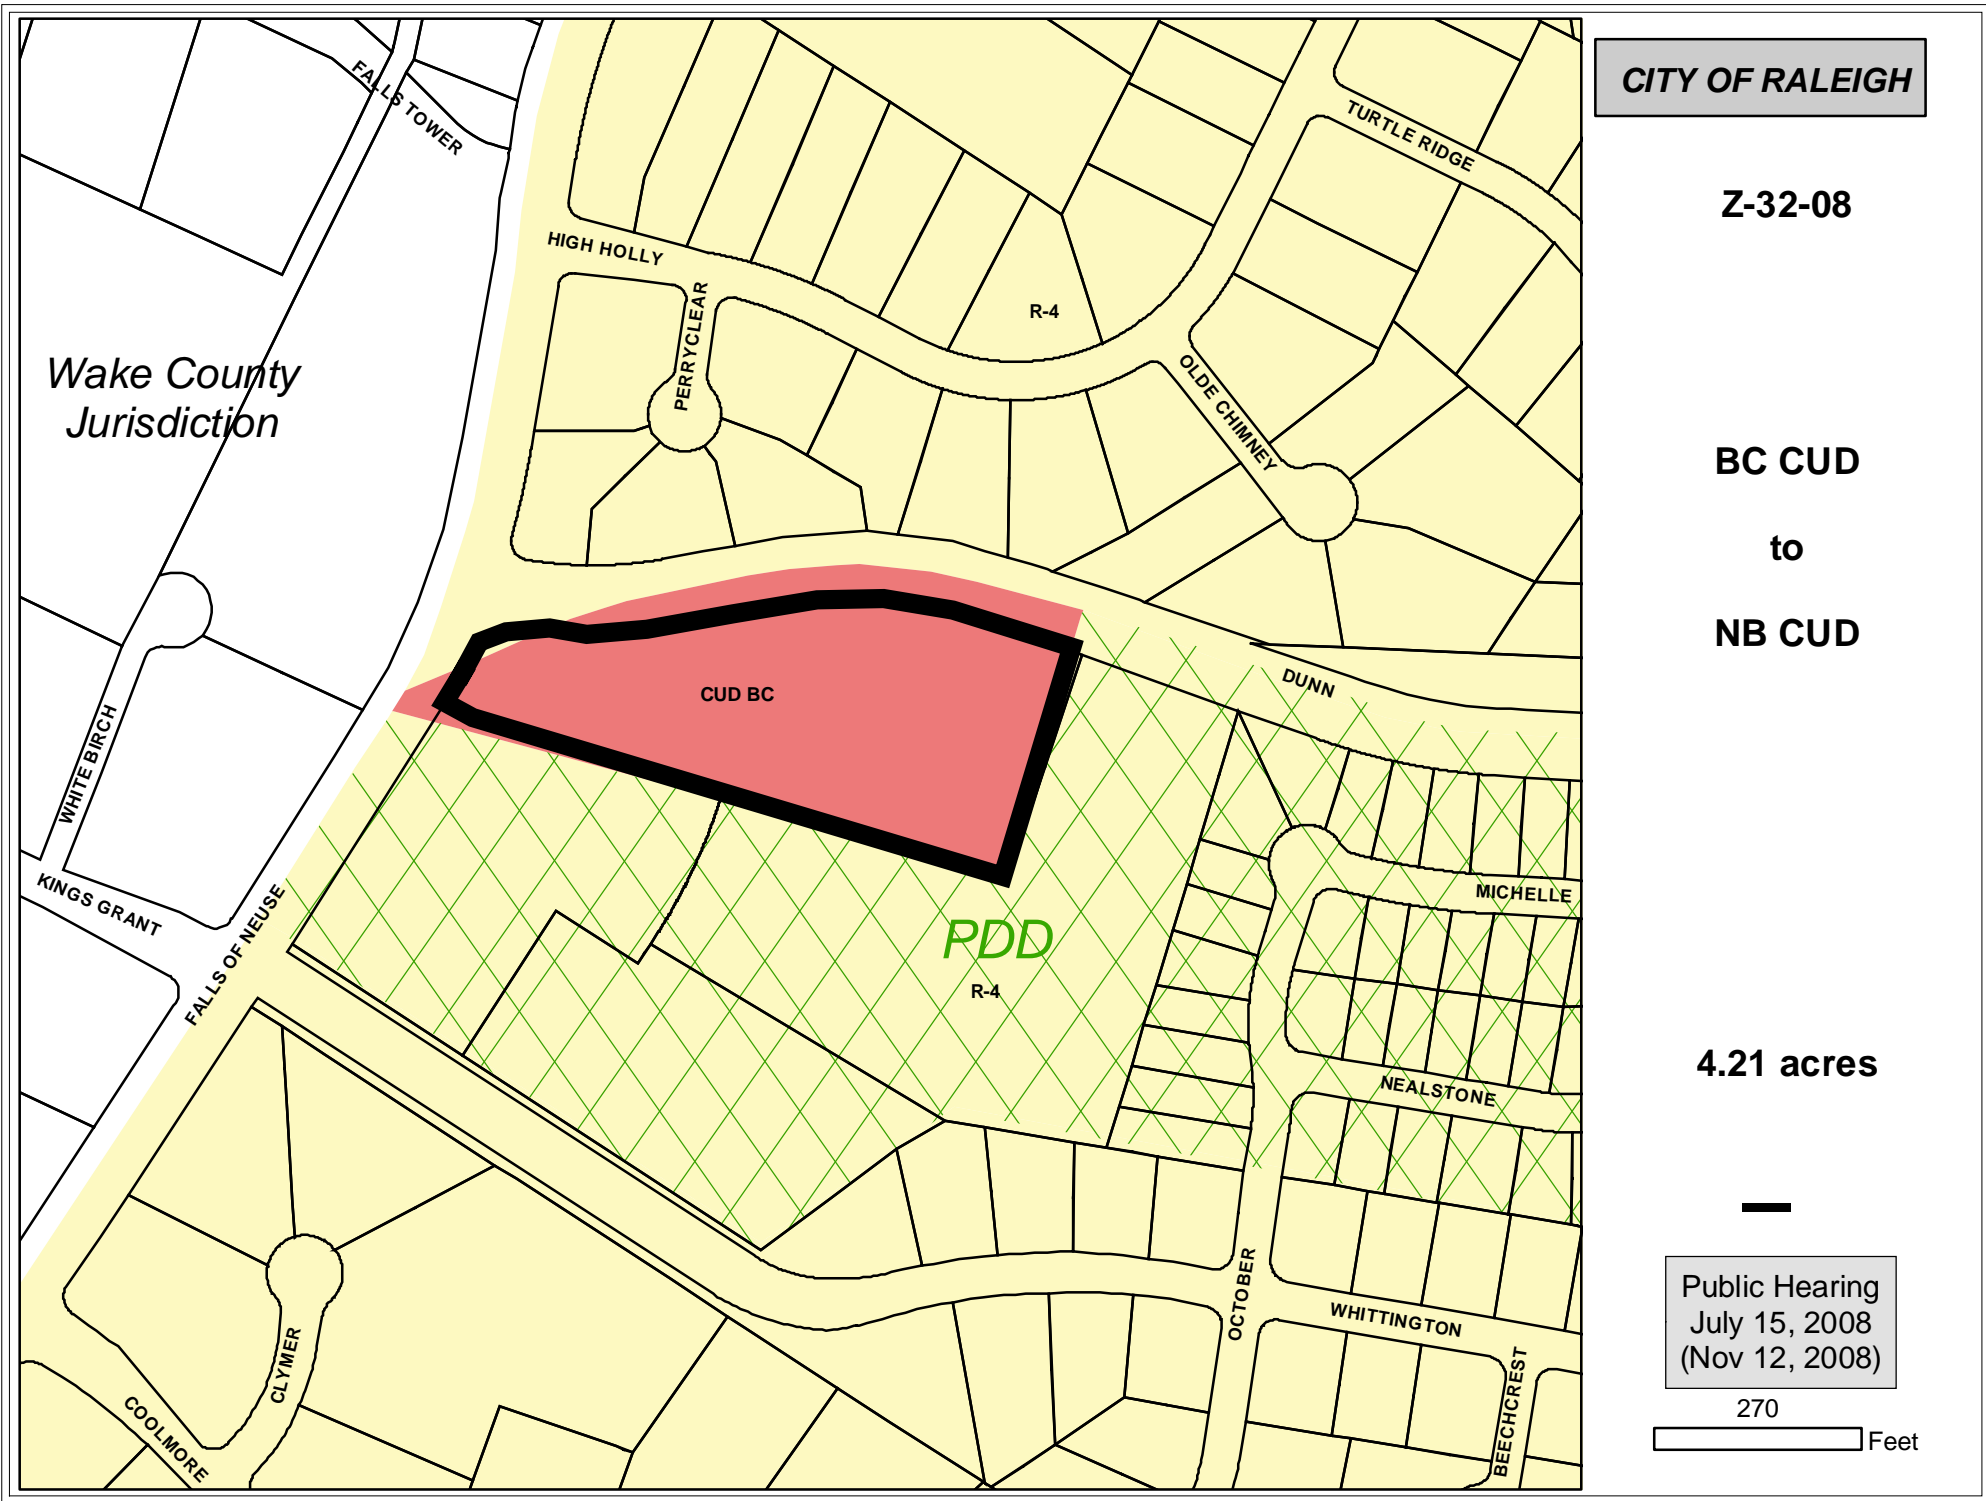 CITY OF RALEIGH
Z-32-08
BC CUD
to
NB CUD
4.21 acres
Public Hearing
July 15, 2008
(Nov 12, 2008)
270
Feet
FALLS TOWER
TURTLE RIDGE
HIGH HOLLY
PERRYCLEAR
R-4
OLDE CHIMNEY
Wake County
Jurisdiction
CUD BC
DUNN
WHITE BIRCH
KINGS GRANT
FALLS OF NEUSE
MICHELLE
PDD
R-4
NEALSTONE
OCTOBER
WHITTINGTON
CLYMER
COOLMORE
BEECHCREST